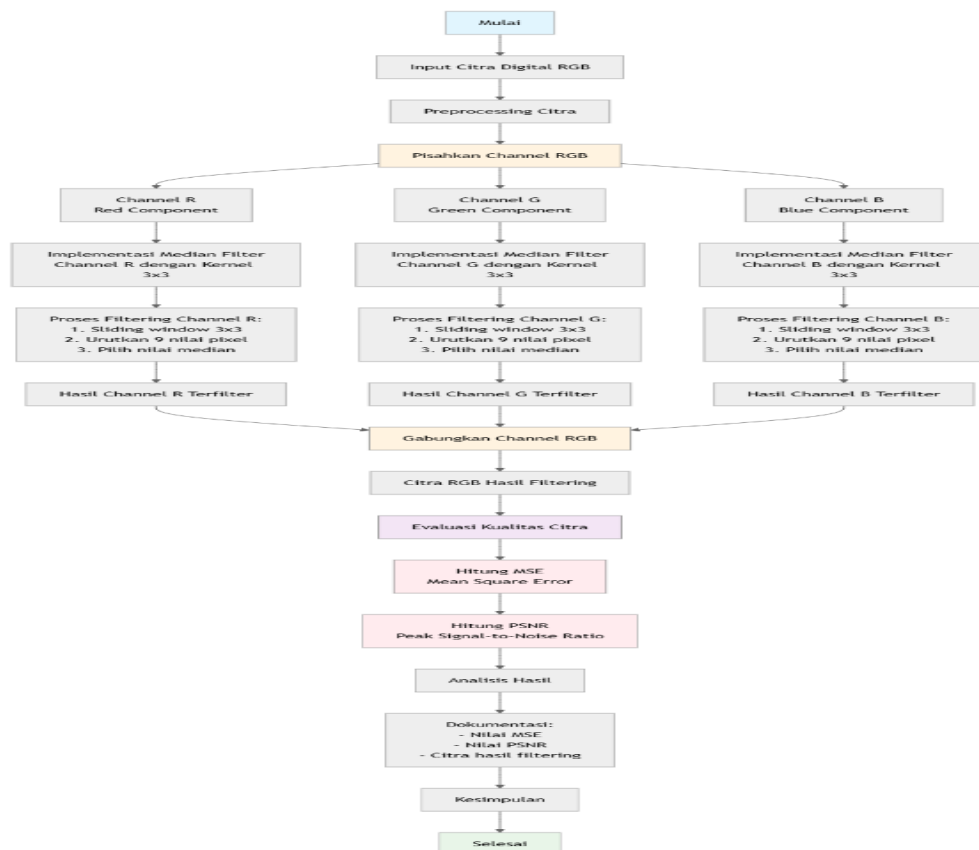 Mulai
Input Citra Digital RGB
Preprocessing Citra
Pisahkan Channel RGB
Channel R
Red Component
Channel G
Green Component
Channel B
Blue Component
Implementasi Median Filter
Channel R dengan Kernel
3x3
Implementasi Median Filter
Channel G dengan Kernel
3x3
Implementasi Median Filter
Channel B dengan Kernel
3x3
Proses Filtering Channel R:
1. Sliding window 3x3
2. Urutkan 9 nilai pixel
3. Pilih nilai median
Proses Filtering Channel G:
1. Sliding window 3x3
2. Urutkan 9 nilai pixel
3. Pilih nilai median
Proses Filtering Channel B:
1. Sliding window 3x3
2. Urutkan 9 nilai pixel
3. Pilih nilai median
Hasil Channel R Terfilter
Hasil Channel G Terfilter
Hasil Channel B Terfilter
Gabungkan Channel RGB
Citra RGB Hasil Filtering
Evaluasi Kualitas Citra
Hitung MSE
Mean Square Error
Hitung PSNR
Peak Signal-to-Noise Ratio
Analisis Hasil
Dokumentasi:
- Nilai MSE
- Nilai PSNR
- Citra hasil filtering
Kesimpulan
Selesai